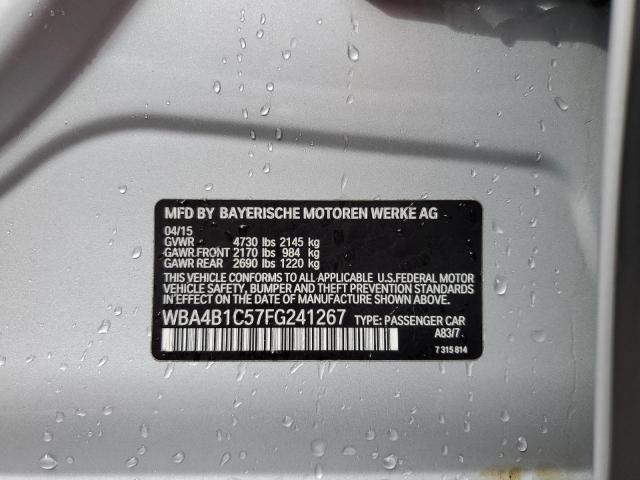 MFD BY BAYERISCHE MOTOREN WERKE AG
04/15
GVWR 4730 lbs 2145 kg
GAWR FRONT 2170 lbs 984 kg
GAWR REAR 2690 lbs 1220 kg
THIS VEHICLE CONFORMS TO ALL APPLICABLE U.S.FEDERAL MOTOR
VEHICLE SAFETY, BUMPER AND THEFT PREVENTION STANDARDS
IN EFFECT ON THE DATE OF MANUFACTURE SHOWN ABOVE.
WBA4B1C57FG241267 TYPE: PASSENGER CAR
A83/7
7 315 814